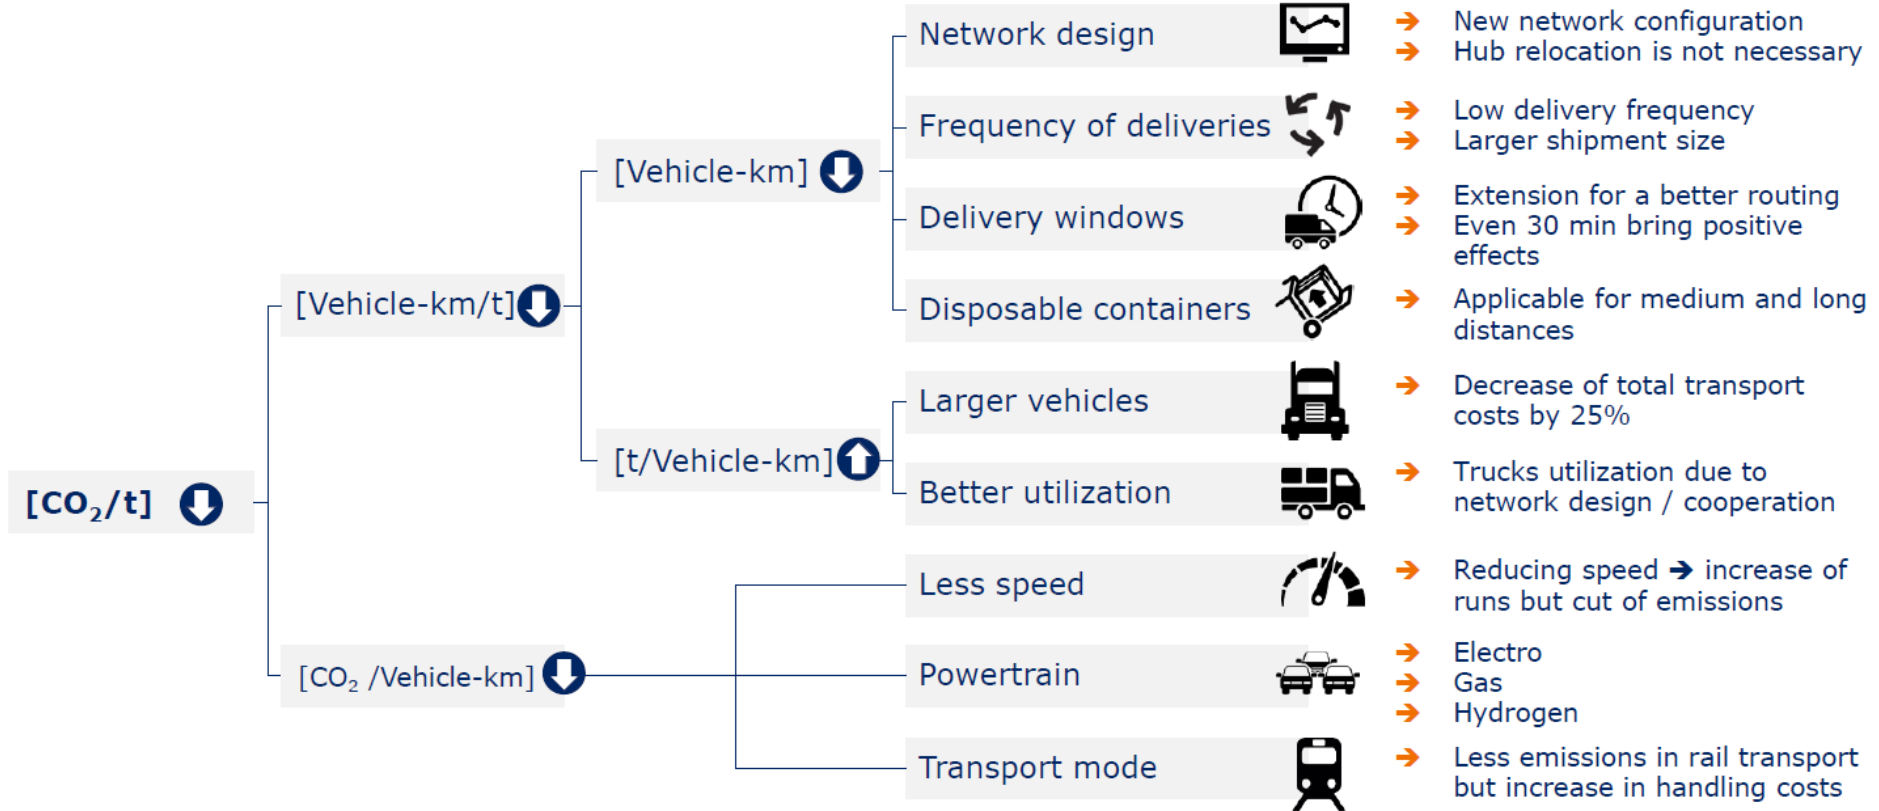 Network design
➔ New network configuration
➔ Hub relocation is not necessary
Frequency of deliveries
➔ Low delivery frequency
➔ Larger shipment size
[Vehicle-km]
Delivery windows
➔ Extension for a better routing
➔ Even 30 min bring positive
effects
[Vehicle-km/t]
Disposable containers
➔ Applicable for medium and long
distances
Larger vehicles
➔ Decrease of total transport
costs by 25%
[t/Vehicle-km]
Better utilization
➔ Trucks utilization due to
network design / cooperation
[CO₂/t]
Less speed
➔ Reducing speed ➔ increase of
runs but cut of emissions
[CO₂ /Vehicle-km]
Powertrain
➔ Electro
➔ Gas
➔ Hydrogen
Transport mode
➔ Less emissions in rail transport
but increase in handling costs